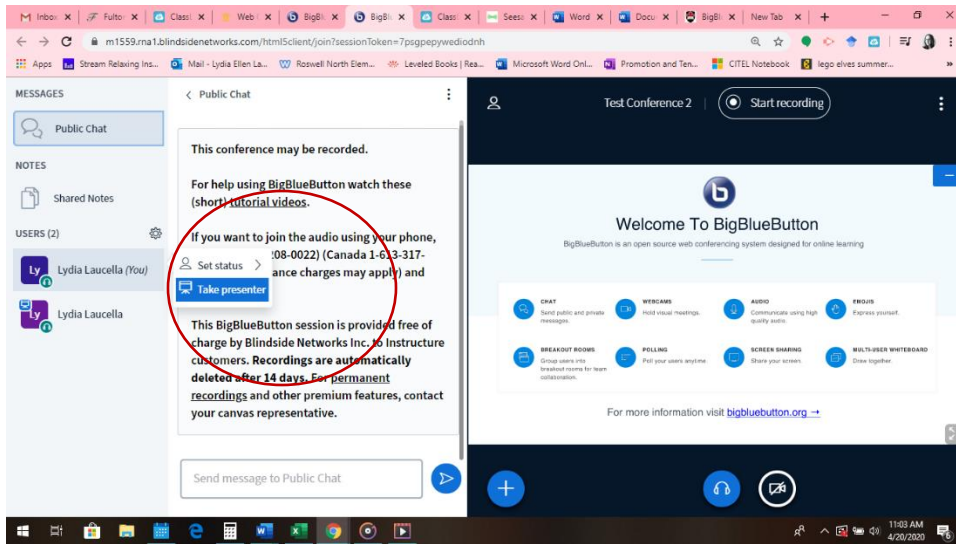 Inbox
Fulto
Classi
Web
BigBl
BigBl
Classi
Sees
Word
Docu
BigBl
New Tab
m1559.rna1.blindsidenetworks.com/html5client/join?sessionToken=7psgpepywediodnh
Apps
Stream Relaxing Ins...
Mail - Lydia Ellen La...
Roswell North Elem...
Leveled Books | Rea...
Microsoft Word Onl...
Promotion and Ten...
CITEL Notebook
lego elves summer...
MESSAGES
Public Chat
NOTES
Shared Notes
USERS (2)
Ly Lydia Laucella (You)
Ly Lydia Laucella
Public Chat
This conference may be recorded.
For help using BigBlueButton watch these
(short) tutorial videos.
If you want to join the audio using your phone,
208-0022) (Canada 1-613-317-
ance charges may apply) and
Set status
Take presenter
This BigBlueButton session is provided free of
charge by Blindside Networks Inc. to Instructure
customers. Recordings are automatically
deleted after 14 days. For permanent
recordings and other premium features, contact
your canvas representative.
Send message to Public Chat
Test Conference 2 | Start recording
b
Welcome To BigBlueButton
BigBlueButton is an open source web conferencing system designed for online learning
CHAT
Send public and private
messages.
WEBCAMS
Hold visual meetings.
AUDIO
Communicate using high
quality audio.
EMOJIS
Express yourself.
BREAKOUT ROOMS
Group users into
breakout rooms for team
collaboration.
POLLING
Poll your users anytime.
SCREEN SHARING
Share your screen.
MULTI-USER WHITEBOARD
Draw together.
For more information visit bigbluebutton.org →
11:03 AM
4/20/2020